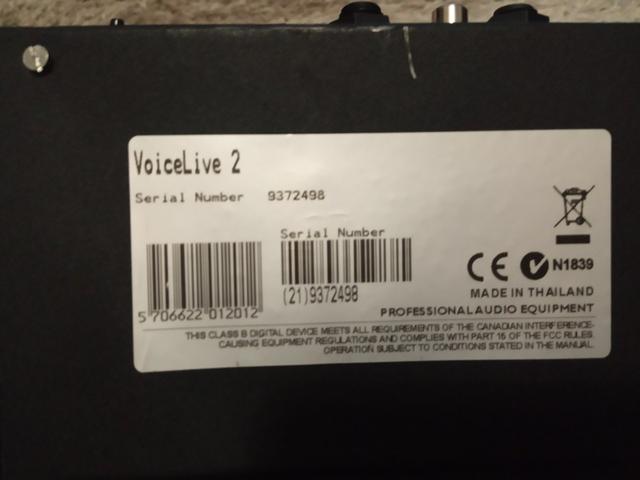 VoiceLive 2
Serial Number 9372498
Serial Number
(21)9372498
5 706622 012012
CE N1839
MADE IN THAILAND
PROFESSIONAL AUDIO EQUIPMENT
THIS CLASS B DIGITAL DEVICE MEETS ALL REQUIREMENTS OF THE CANADIAN INTERFERENCE-
CAUSING EQUIPMENT REGULATIONS AND COMPLIES WITH PART 15 OF THE FCC RULES.
OPERATION SUBJECT TO CONDITIONS STATED IN THE MANUAL.